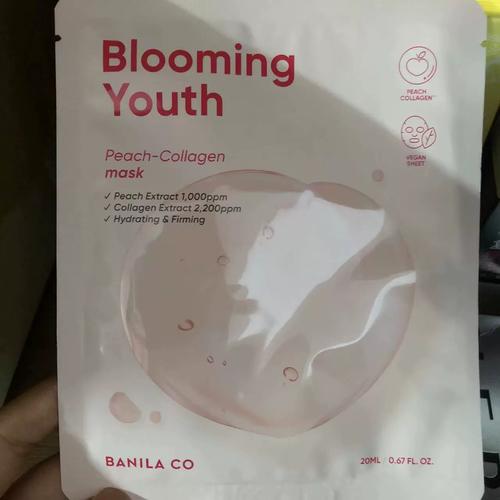 Blooming
Youth
PEACH
COLLAGEN™
VEGAN
SHEET
Peach-Collagen
mask
✓ Peach Extract 1,000ppm
✓ Collagen Extract 2,200ppm
✓ Hydrating & Firming
BANILA CO
20ML / 0.67 FL. OZ.